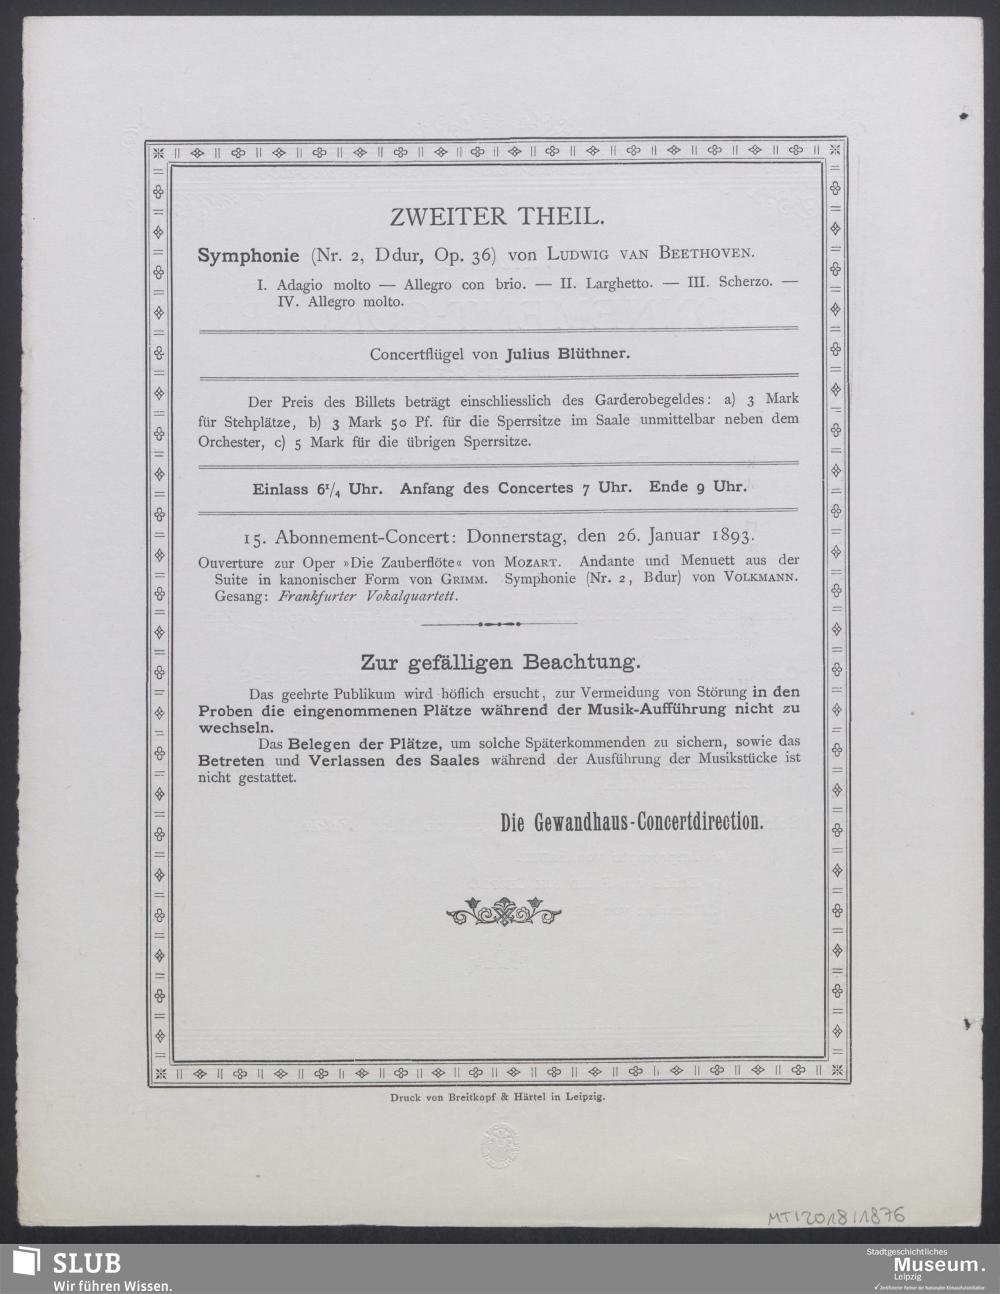 ZWEITER THEIL.
Symphonie (Nr. 2, Ddur, Op. 36) von LUDWIG VAN BEETHOVEN.
I. Adagio molto — Allegro con brio. — II. Larghetto. — III. Scherzo. —
IV. Allegro molto.
Concertflügel von Julius Blüthner.
Der Preis des Billets beträgt einschliesslich des Garderobegeldes: a) 3 Mark
für Stehplätze, b) 3 Mark 50 Pf. für die Sperrsitze im Saale unmittelbar neben dem
Orchester, c) 5 Mark für die übrigen Sperrsitze.
Einlass 6¹/₄ Uhr. Anfang des Concertes 7 Uhr. Ende 9 Uhr.
15. Abonnement-Concert: Donnerstag, den 26. Januar 1893.
Ouverture zur Oper »Die Zauberflöte« von MOZART. Andante und Menuett aus der
Suite in kanonischer Form von GRIMM. Symphonie (Nr. 2, Bdur) von VOLKMANN.
Gesang: Frankfurter Vokalquartett.
Zur gefälligen Beachtung.
Das geehrte Publikum wird höflich ersucht, zur Vermeidung von Störung in den
Proben die eingenommenen Plätze während der Musik-Aufführung nicht zu
wechseln.
Das Belegen der Plätze, um solche Späterkommenden zu sichern, sowie das
Betreten und Verlassen des Saales während der Ausführung der Musikstücke ist
nicht gestattet.
Die Gewandhaus-Concertdirection.
Druck von Breitkopf & Härtel in Leipzig.
MT/2018/1876
SLUB
Wir führen Wissen.
Stadtgeschichtliches
Museum.
Leipzig
Zertifizierter Partner der Nationalen Klimaschutzinitiative